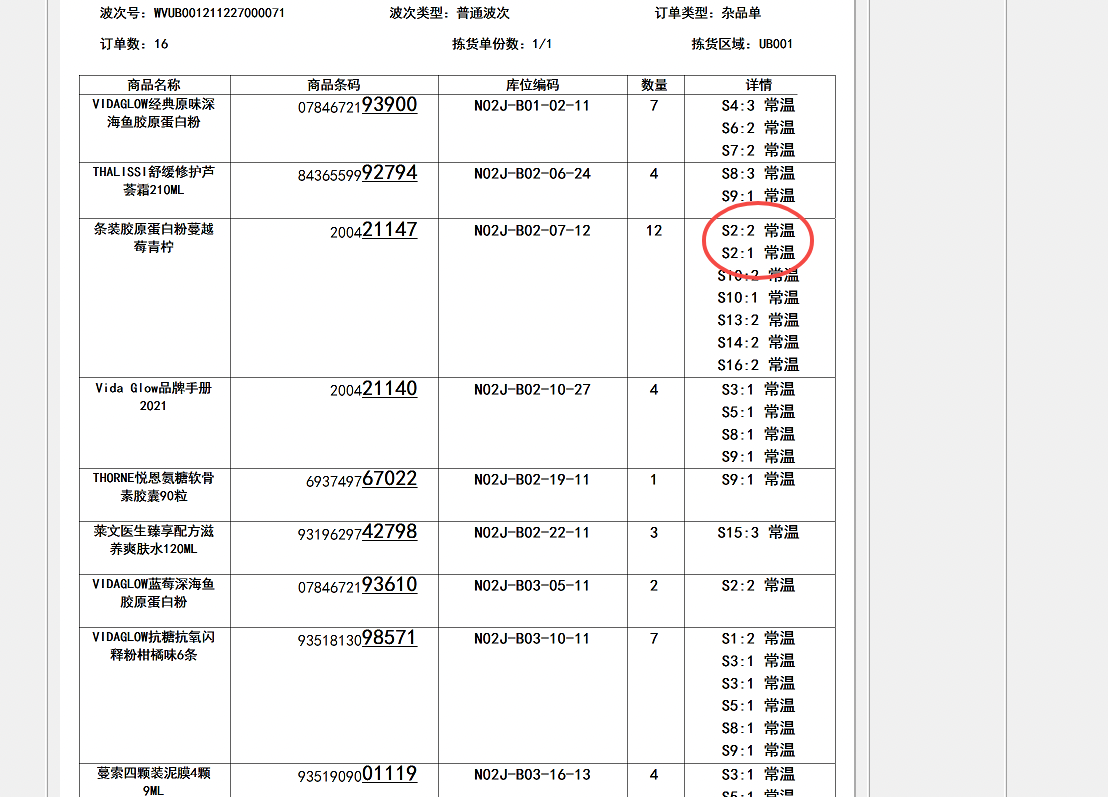 波次号: WVUB001211227000071 波次类型: 普通波次 订单类型: 杂品单
订单数: 16 拣货单份数: 1/1 拣货区域: UB001
商品名称 商品条码 库位编码 数量 详情
VIDAGLOW经典原味深 0784672193900 N02J-B01-02-11 7 S4:3 常温
海鱼胶原蛋白粉 S6:2 常温
S7:2 常温
THALISSI舒缓修护芦 8436559992794 N02J-B02-06-24 4 S8:3 常温
荟霜210ML S9:1 常温
条装胶原蛋白粉蔓越 200421147 N02J-B02-07-12 12 S2:2 常温
莓青柠 S2:1 常温
S10:2 常温
S10:1 常温
S13:2 常温
S14:2 常温
S16:2 常温
Vida Glow品牌手册 200421140 N02J-B02-10-27 4 S3:1 常温
2021 S5:1 常温
S8:1 常温
S9:1 常温
THORNE悦恩氨糖软骨 693749767022 N02J-B02-19-11 1 S9:1 常温
素胶囊90粒
莱文医生臻享配方滋 9319629742798 N02J-B02-22-11 3 S15:3 常温
养爽肤水120ML
VIDAGLOW蓝莓深海鱼 0784672193610 N02J-B03-05-11 2 S2:2 常温
胶原蛋白粉
VIDAGLOW抗糖抗氧闪 9351813098571 N02J-B03-10-11 7 S1:2 常温
释粉柑橘味6条 S3:1 常温
S3:1 常温
S5:1 常温
S8:1 常温
S9:1 常温
蔓索四颗装泥膜4颗 9351909001119 N02J-B03-16-13 4 S3:1 常温
9ML S5:1 常温